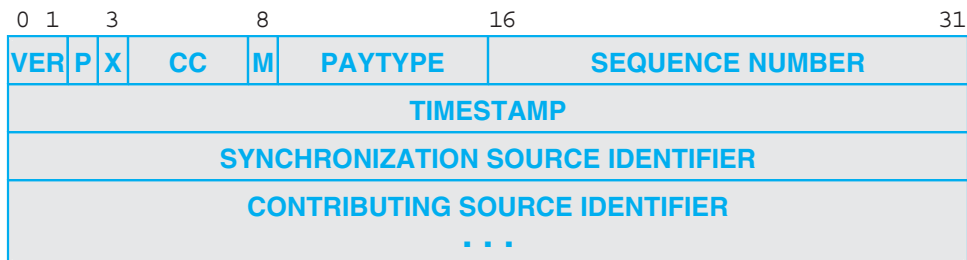 0 1 3 8 16 31
VER P X CC M PAYTYPE SEQUENCE NUMBER
TIMESTAMP
SYNCHRONIZATION SOURCE IDENTIFIER
CONTRIBUTING SOURCE IDENTIFIER
. . .